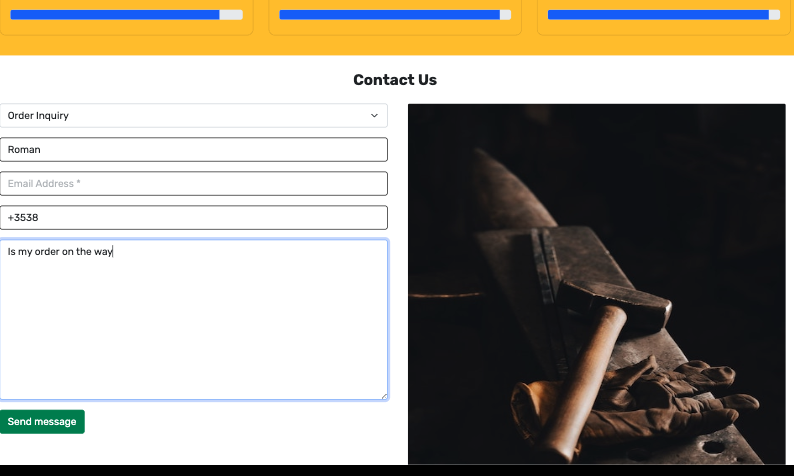 Contact Us
Order Inquiry
Roman
Email Address *
+3538
Is my order on the way
Send message